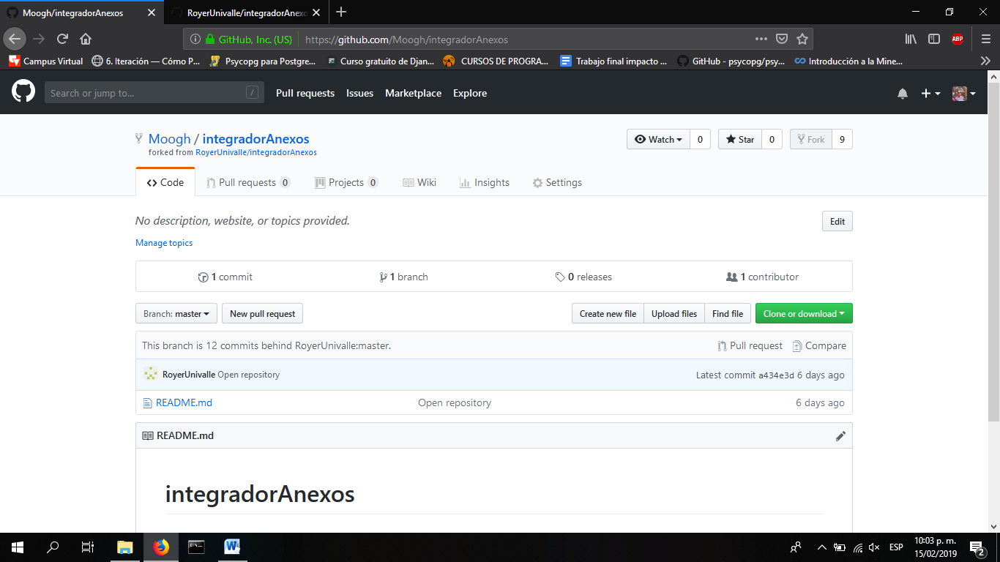 Moogh/integradorAnexos
RoyerUnivalle/integradorAnexo
GitHub, Inc. (US)
https://github.com/Moogh/integradorAnexos
ABP
Campus Virtual
6. Iteración — Cómo P...
Psycopg para Postgre...
Curso gratuito de Djan...
CURSOS DE PROGRA...
Trabajo final impacto ...
GitHub - psycopg/psy...
Introducción a la Mine...
Search or jump to...
/
Pull requests
Issues
Marketplace
Explore
Moogh / integradorAnexos
forked from RoyerUnivalle/integradorAnexos
Watch
0
Star
0
Fork
9
Code
Pull requests 0
Projects 0
Wiki
Insights
Settings
No description, website, or topics provided.
Edit
Manage topics
1 commit
1 branch
0 releases
1 contributor
Branch: master
New pull request
Create new file
Upload files
Find file
Clone or download
This branch is 12 commits behind RoyerUnivalle:master.
Pull request
Compare
RoyerUnivalle Open repository
Latest commit a434e3d 6 days ago
README.md
Open repository
6 days ago
README.md
integradorAnexos
ESP
10:03 p. m.
15/02/2019
2